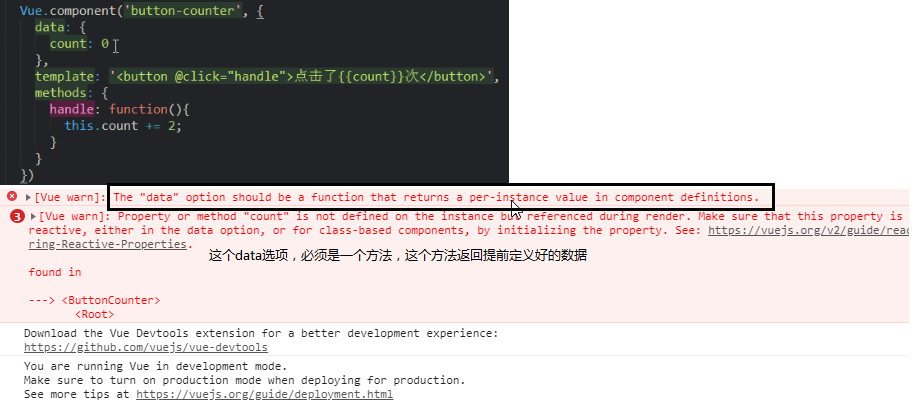 Vue.component('button-counter', {
data: {
count: 0
},
template: '<button @click="handle">点击了{{count}}次</button>',
methods: {
handle: function(){
this.count += 2;
}
}
})
[Vue warn]: The "data" option should be a function that returns a per-instance value in component definitions.
3 [Vue warn]: Property or method "count" is not defined on the instance but referenced during render. Make sure that this property is
reactive, either in the data option, or for class-based components, by initializing the property. See: https://vuejs.org/v2/guide/reac
ring-Reactive-Properties.
这个data选项，必须是一个方法，这个方法返回提前定义好的数据
found in
---> <ButtonCounter>
<Root>
Download the Vue Devtools extension for a better development experience:
https://github.com/vuejs/vue-devtools
You are running Vue in development mode.
Make sure to turn on production mode when deploying for production.
See more tips at https://vuejs.org/guide/deployment.html